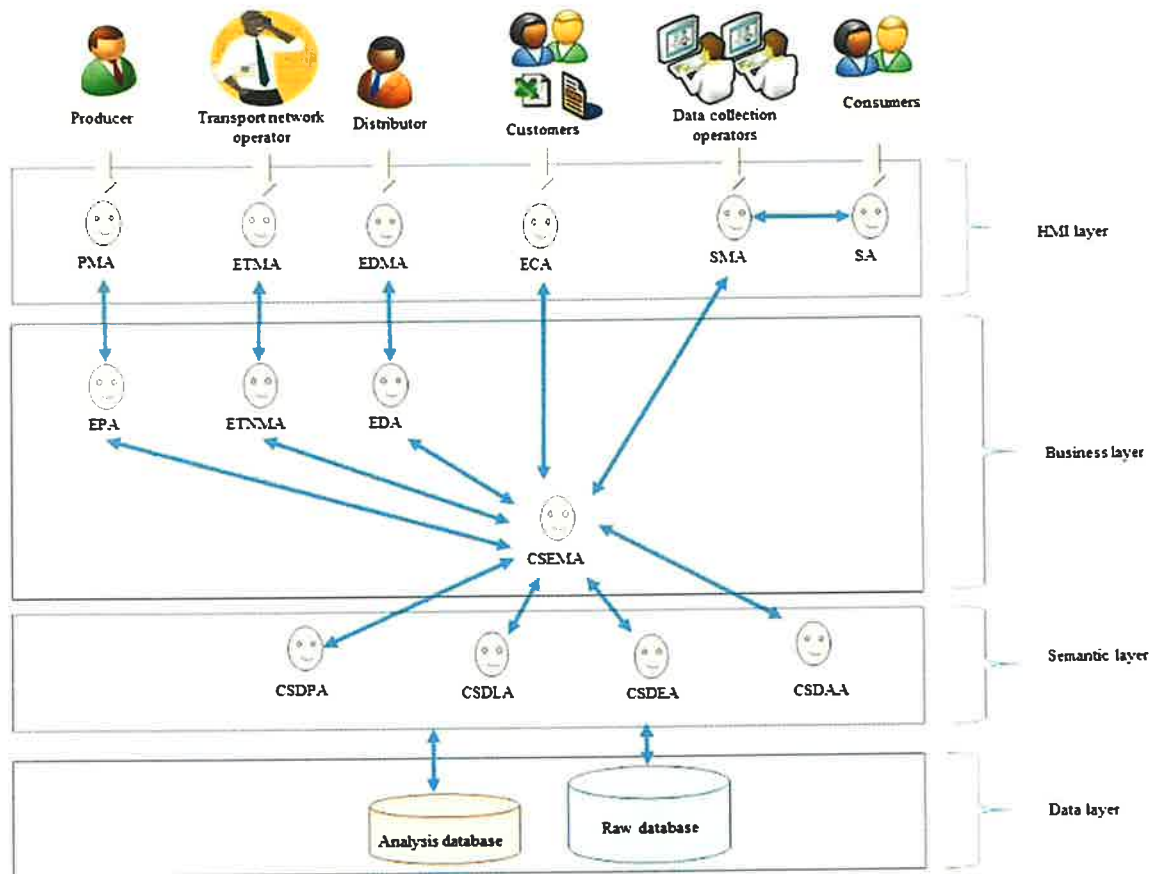 Producer
Transport network
operator
Distributor
Customers
Data collection
operators
Consumers
PMA
ETMA
EDMA
ECA
SMA
SA
HMI layer
EPA
ETNMA
EDA
Business layer
CSEMA
CSDPA
CSDLA
CSDEA
CSDAA
Semantic layer
Analysis database
Raw database
Data layer